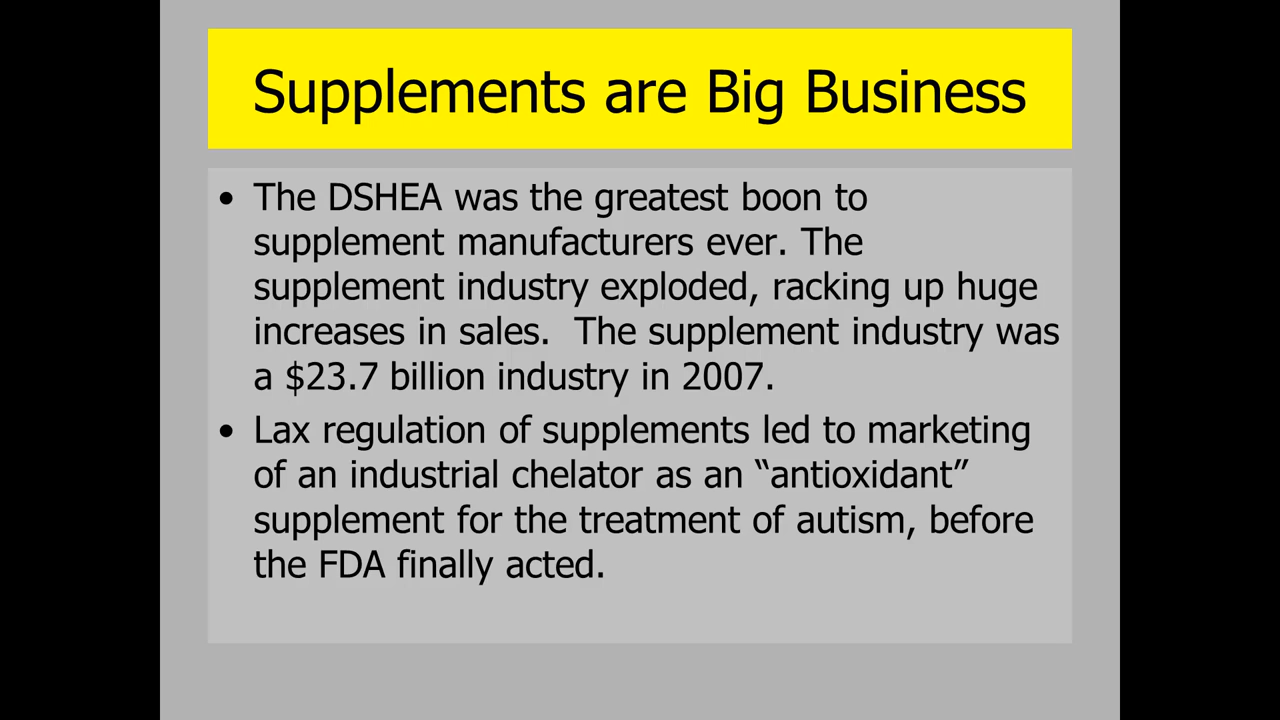 Supplements are Big Business
• The DSHEA was the greatest boon to
supplement manufacturers ever. The
supplement industry exploded, racking up huge
increases in sales.  The supplement industry was
a $23.7 billion industry in 2007.
• Lax regulation of supplements led to marketing
of an industrial chelator as an “antioxidant”
supplement for the treatment of autism, before
the FDA finally acted.